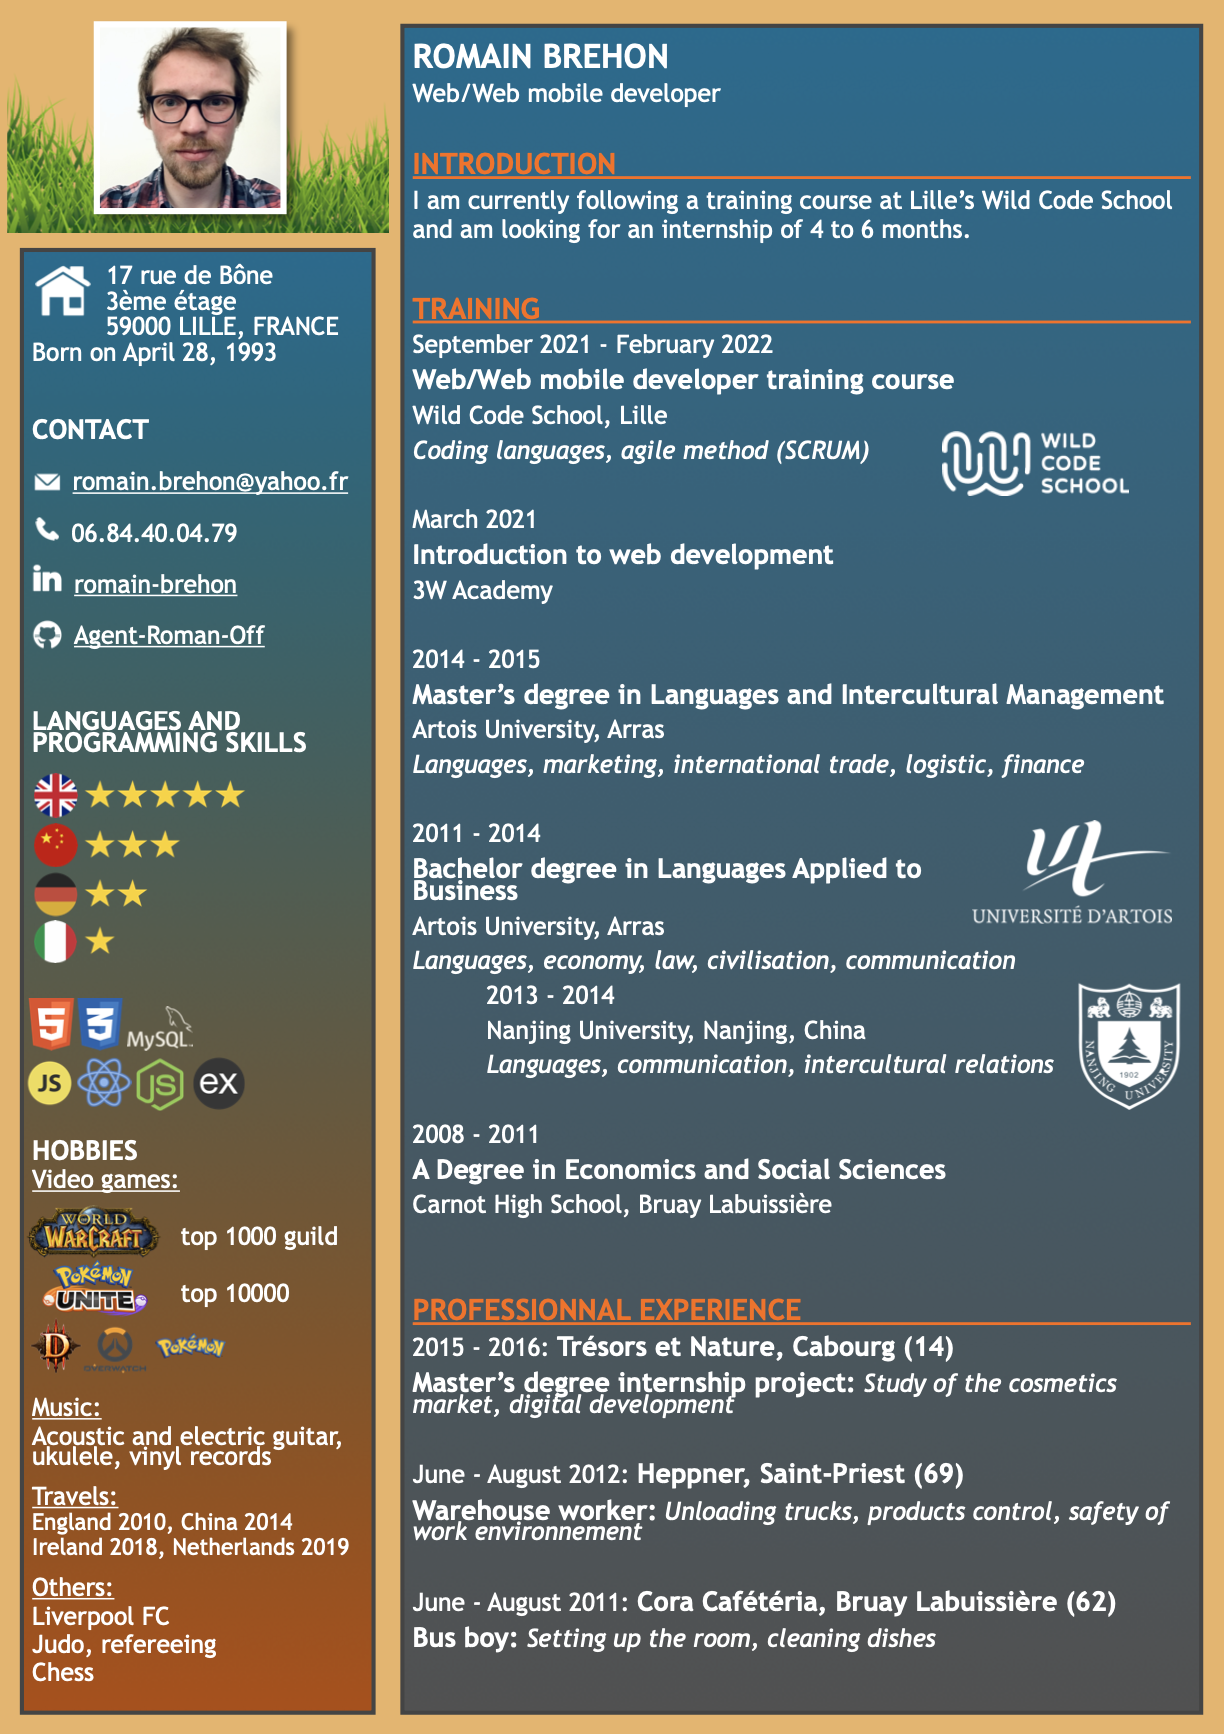 17 rue de Bône
3ème étage
59000 LILLE, FRANCE
Born on April 28, 1993
CONTACT
romain.brehon@yahoo.fr
06.84.40.04.79
in romain-brehon
Agent-Roman-Off
LANGUAGES AND
PROGRAMMING SKILLS
5 3 MySQL
JS JS ex
HOBBIES
Video games:
WORLD
WARCRAFT top 1000 guild
POKÉMON
UNITE top 10000
D OVERWATCH POKÉMON
Music:
Acoustic and electric guitar,
ukulele, vinyl records
Travels:
England 2010, China 2014
Ireland 2018, Netherlands 2019
Others:
Liverpool FC
Judo, refereeing
Chess
ROMAIN BREHON
Web/Web mobile developer
INTRODUCTION
I am currently following a training course at Lille’s Wild Code School
and am looking for an internship of 4 to 6 months.
TRAINING
September 2021 - February 2022
Web/Web mobile developer training course
Wild Code School, Lille
Coding languages, agile method (SCRUM)
WILD
CODE
SCHOOL
March 2021
Introduction to web development
3W Academy
2014 - 2015
Master’s degree in Languages and Intercultural Management
Artois University, Arras
Languages, marketing, international trade, logistic, finance
2011 - 2014
Bachelor degree in Languages Applied to
Business
Artois University, Arras
UNIVERSITÉ D'ARTOIS
Languages, economy, law, civilisation, communication
2013 - 2014
Nanjing University, Nanjing, China
Languages, communication, intercultural relations
1902
NANJING UNIVERSITY
2008 - 2011
A Degree in Economics and Social Sciences
Carnot High School, Bruay Labuissière
PROFESSIONNAL EXPERIENCE
2015 - 2016: Trésors et Nature, Cabourg (14)
Master’s degree internship project: Study of the cosmetics
market, digital development
June - August 2012: Heppner, Saint-Priest (69)
Warehouse worker: Unloading trucks, products control, safety of
work environnement
June - August 2011: Cora Cafétéria, Bruay Labuissière (62)
Bus boy: Setting up the room, cleaning dishes